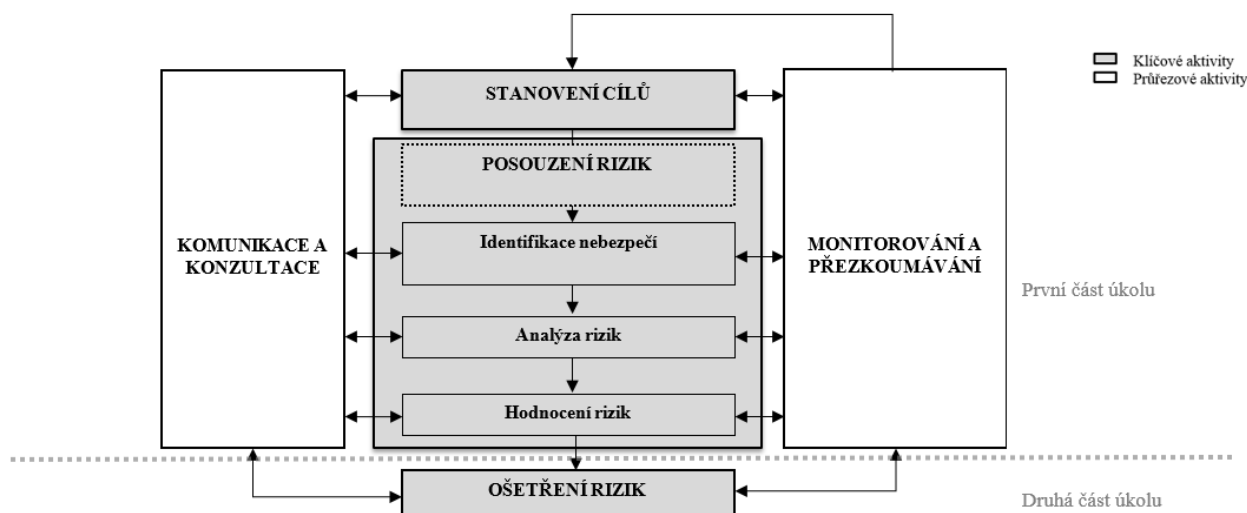 Klíčové aktivity
Průřezové aktivity
STANOVENÍ CÍLŮ
POSOUZENÍ RIZIK
KOMUNIKACE A
KONZULTACE
Identifikace nebezpečí
MONITOROVÁNÍ A
PŘEZKOUMÁVÁNÍ
První část úkolu
Analýza rizik
Hodnocení rizik
OŠETŘENÍ RIZIK
Druhá část úkolu